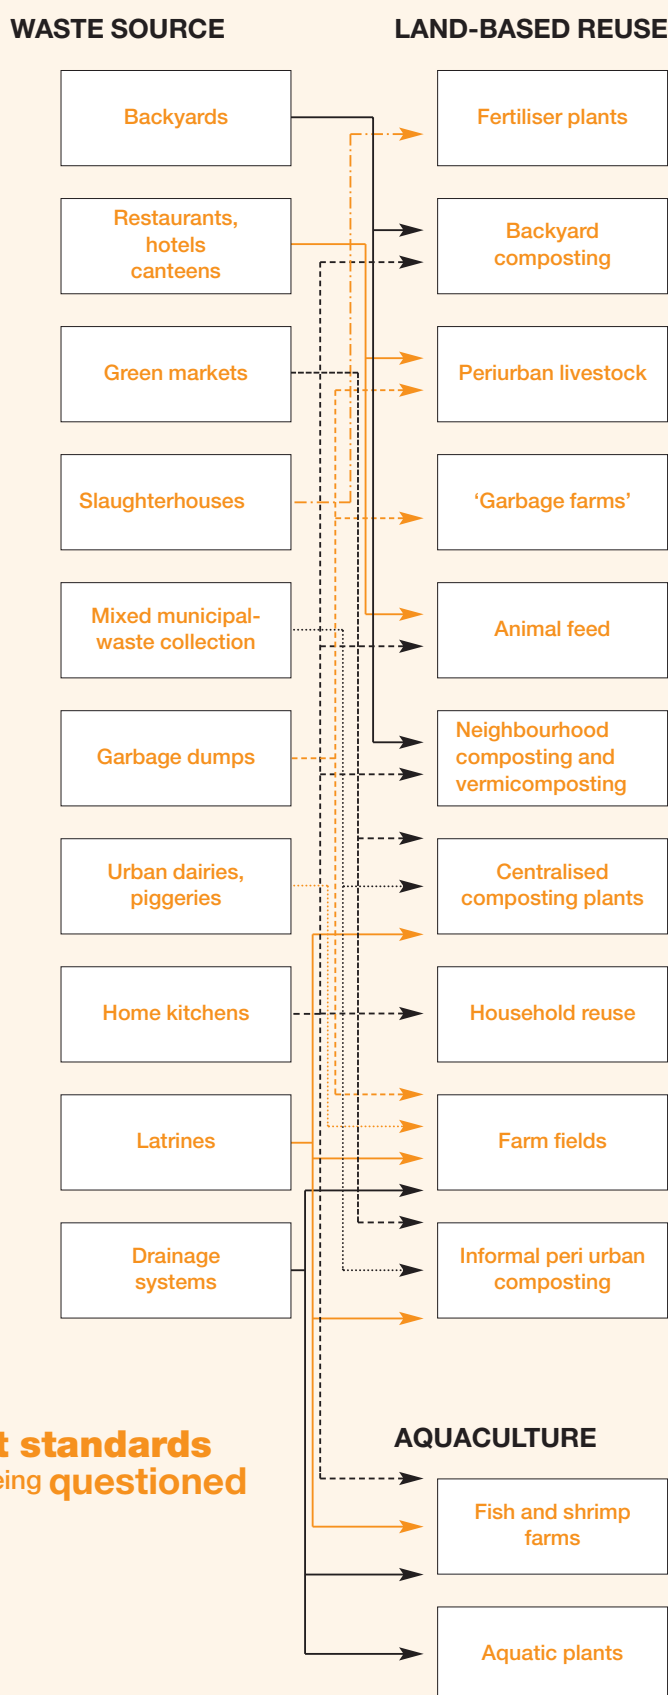 WASTE SOURCE
LAND-BASED REUSE
Backyards
Fertiliser plants
Restaurants,
hotels
canteens
Backyard
composting
Green markets
Periurban livestock
Slaughterhouses
‘Garbage farms’
Mixed municipal-
waste collection
Animal feed
Garbage dumps
Neighbourhood
composting and
vermicomposting
Urban dairies,
piggeries
Centralised
composting plants
Home kitchens
Household reuse
Latrines
Farm fields
Drainage
systems
Informal peri urban
composting
t standards
eing questioned
AQUACULTURE
Fish and shrimp
farms
Aquatic plants